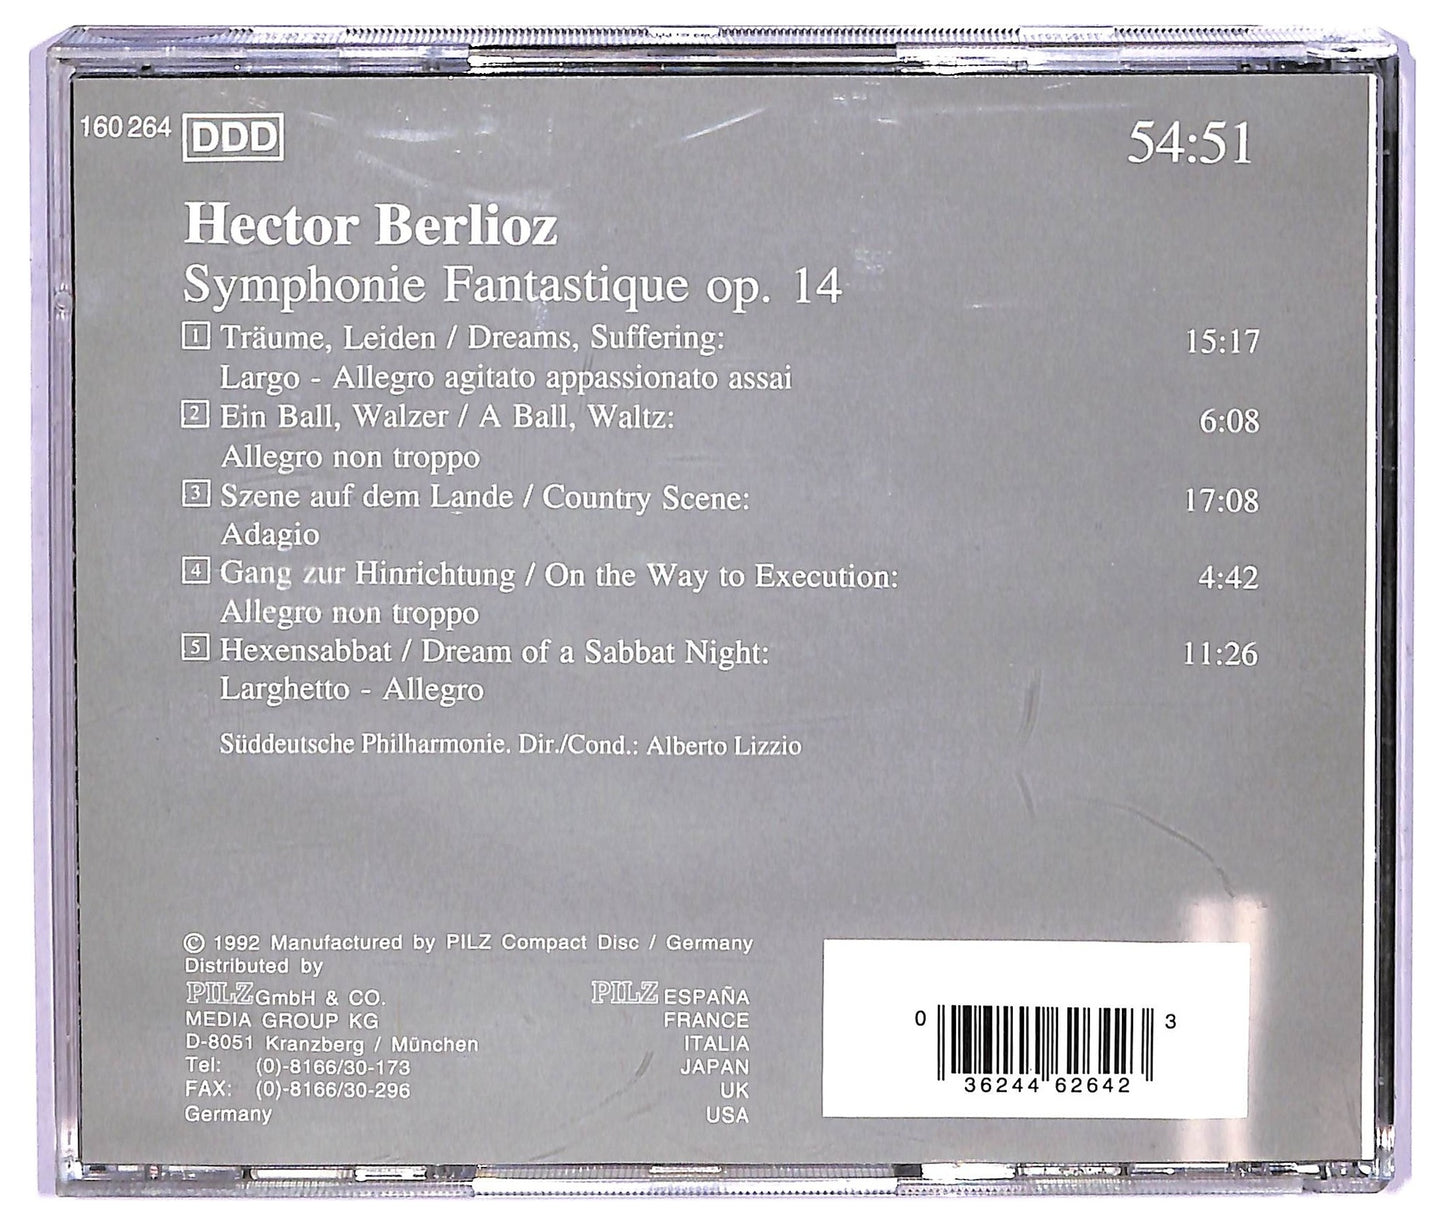 160 264 DDD 54:51
Hector Berlioz
Symphonie Fantastique op. 14
1 Träume, Leiden / Dreams, Suffering: 15:17
Largo - Allegro agitato appassionato assai
2 Ein Ball, Walzer / A Ball, Waltz: 6:08
Allegro non troppo
3 Szene auf dem Lande / Country Scene: 17:08
Adagio
4 Gang zur Hinrichtung / On the Way to Execution: 4:42
Allegro non troppo
5 Hexensabbat / Dream of a Sabbat Night: 11:26
Larghetto - Allegro
Süddeutsche Philharmonie. Dir./Cond.: Alberto Lizzio
© 1992 Manufactured by PILZ Compact Disc / Germany
Distributed by
PILZ GmbH & CO.
MEDIA GROUP KG
D-8051 Kranzberg / München
Tel: (0)-8166/30-173
FAX: (0)-8166/30-296
Germany
PILZ ESPAÑA
FRANCE
ITALIA
JAPAN
UK
USA
0 36244 62642 3